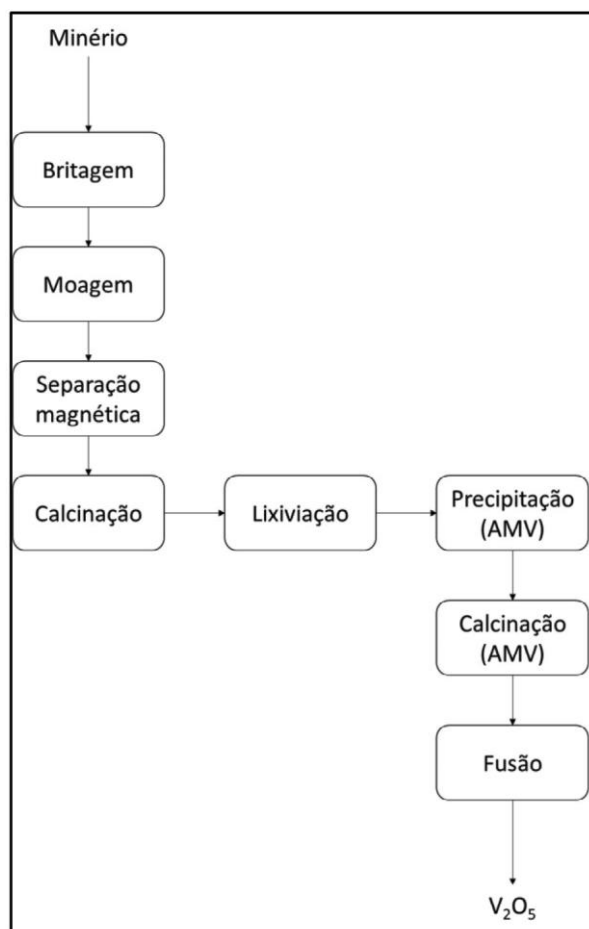 Minério
Britagem
Moagem
Separação
magnética
Calcinação
Lixiviação
Precipitação
(AMV)
Calcinação
(AMV)
Fusão
V₂O₅